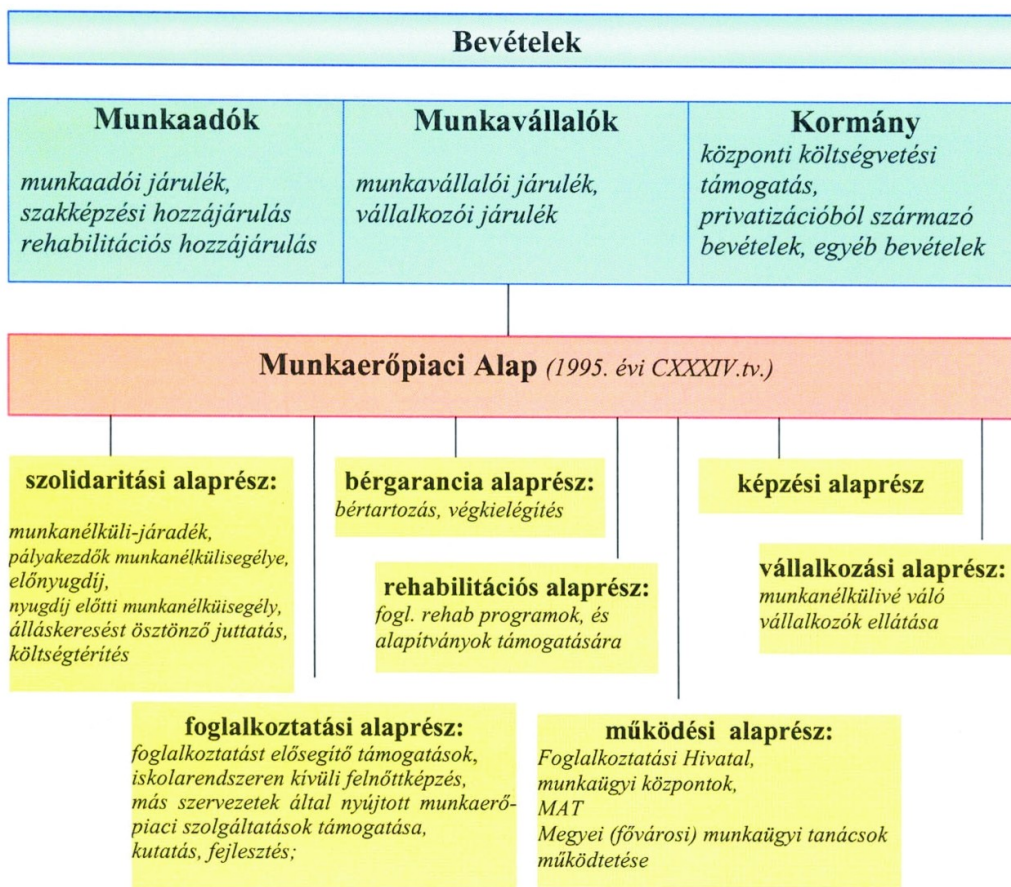 Bevételek
Munkaadók
munkaadói járulék,
szakképzési hozzájárulás
rehabilitációs hozzájárulás
Munkavállalók
munkavállalói járulék,
vállalkozói járulék
Kormány
központi költségvetési
támogatás,
privatizációból származó
bevételek, egyéb bevételek
Munkaerőpiaci Alap (1995. évi CXXXIV.tv.)
szolidaritási alaprész:
munkanélküli-járadék,
pályakezdők munkanélkülisegélye,
előnyugdíj,
nyugdíj előtti munkanélküisegély,
álláskeresést ösztönző juttatás,
költségtérítés
bérgarancia alaprész:
bértartozás, végkielégítés
képzési alaprész
rehabilitációs alaprész:
fogl. rehab programok, és
alapítványok támogatására
vállalkozási alaprész:
munkanélkülivé váló
vállalkozók ellátása
foglalkoztatási alaprész:
foglalkoztatást elősegítő támogatások,
iskolarendszeren kívüli felnőttképzés,
más szervezetek által nyújtott munkaerő-
piaci szolgáltatások támogatása,
kutatás, fejlesztés;
működési alaprész:
Foglalkoztatási Hivatal,
munkaügyi központok,
MAT
Megyei (fővárosi) munkaügyi tanácsok
működtetése